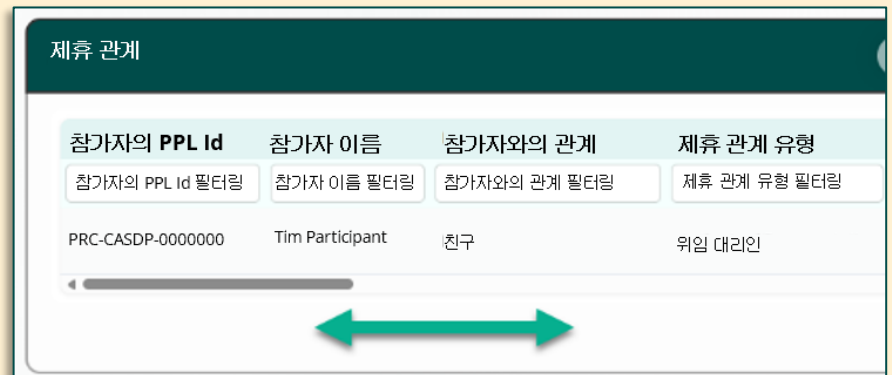 제휴 관계
참가자의 PPL Id 참가자 이름 참가자와의 관계 제휴 관계 유형
참가자의 PPL Id 필터링 참가자 이름 필터링 참가자와의 관계 필터링 제휴 관계 유형 필터링
PRC-CASDP-0000000 Tim Participant 친구 위임 대리인